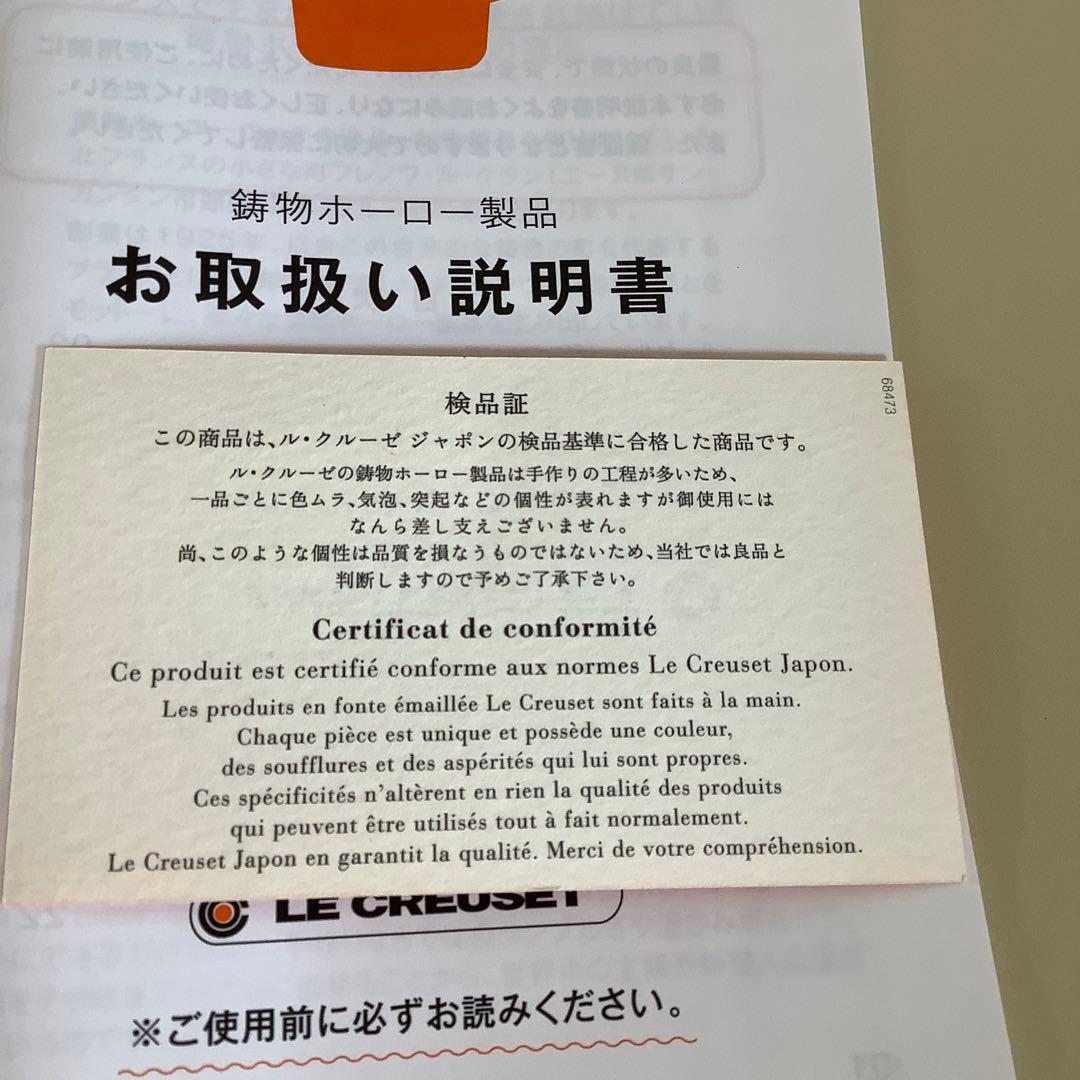 鋳物ホーロー製品
お取扱い説明書
68473
検品証
この商品は、ル・クルーゼ ジャポンの検品基準に合格した商品です。
ル・クルーゼの鋳物ホーロー製品は手作りの工程が多いため、
一品ごとに色ムラ、気泡、突起などの個性が表れますが御使用には
なんら差し支えございません。
尚、このような個性は品質を損なうものではないため、当社では良品と
判断しますので予めご了承下さい。
Certificat de conformité
Ce produit est certifié conforme aux normes Le Creuset Japon.
Les produits en fonte émaillée Le Creuset sont faits à la main.
Chaque pièce est unique et possède une couleur,
des soufflures et des aspérités qui lui sont propres.
Ces spécificités n'altèrent en rien la qualité des produits
qui peuvent être utilisés tout à fait normalement.
Le Creuset Japon en garantit la qualité. Merci de votre compréhension.
LE CREUSET
※ご使用前に必ずお読みください。